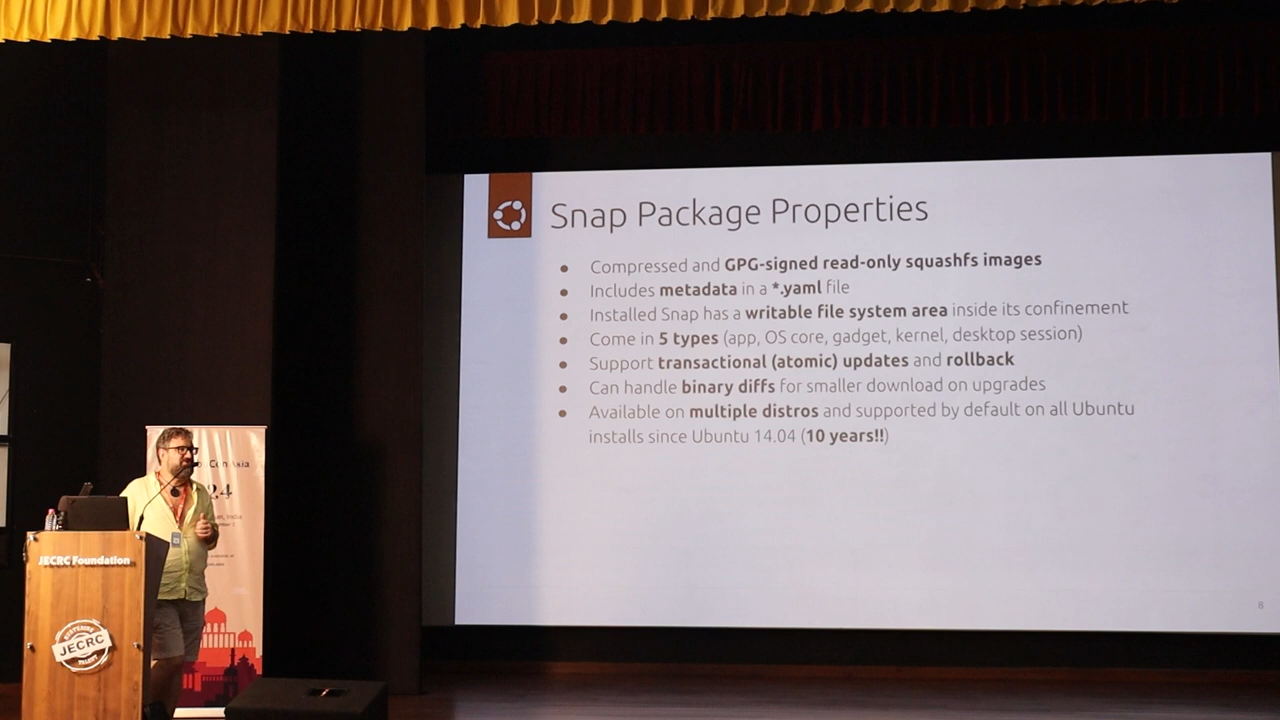 Snap Package Properties
● Compressed and GPG-signed read-only squashfs images
● Includes metadata in a *.yaml file
● Installed Snap has a writable file system area inside its confinement
● Come in 5 types (app, OS core, gadget, kernel, desktop session)
● Support transactional (atomic) updates and rollback
● Can handle binary diffs for smaller download on upgrades
● Available on multiple distros and supported by default on all Ubuntu
installs since Ubuntu 14.04 (10 years!!)
Con Asia
24
JECRC Foundation
JECRC